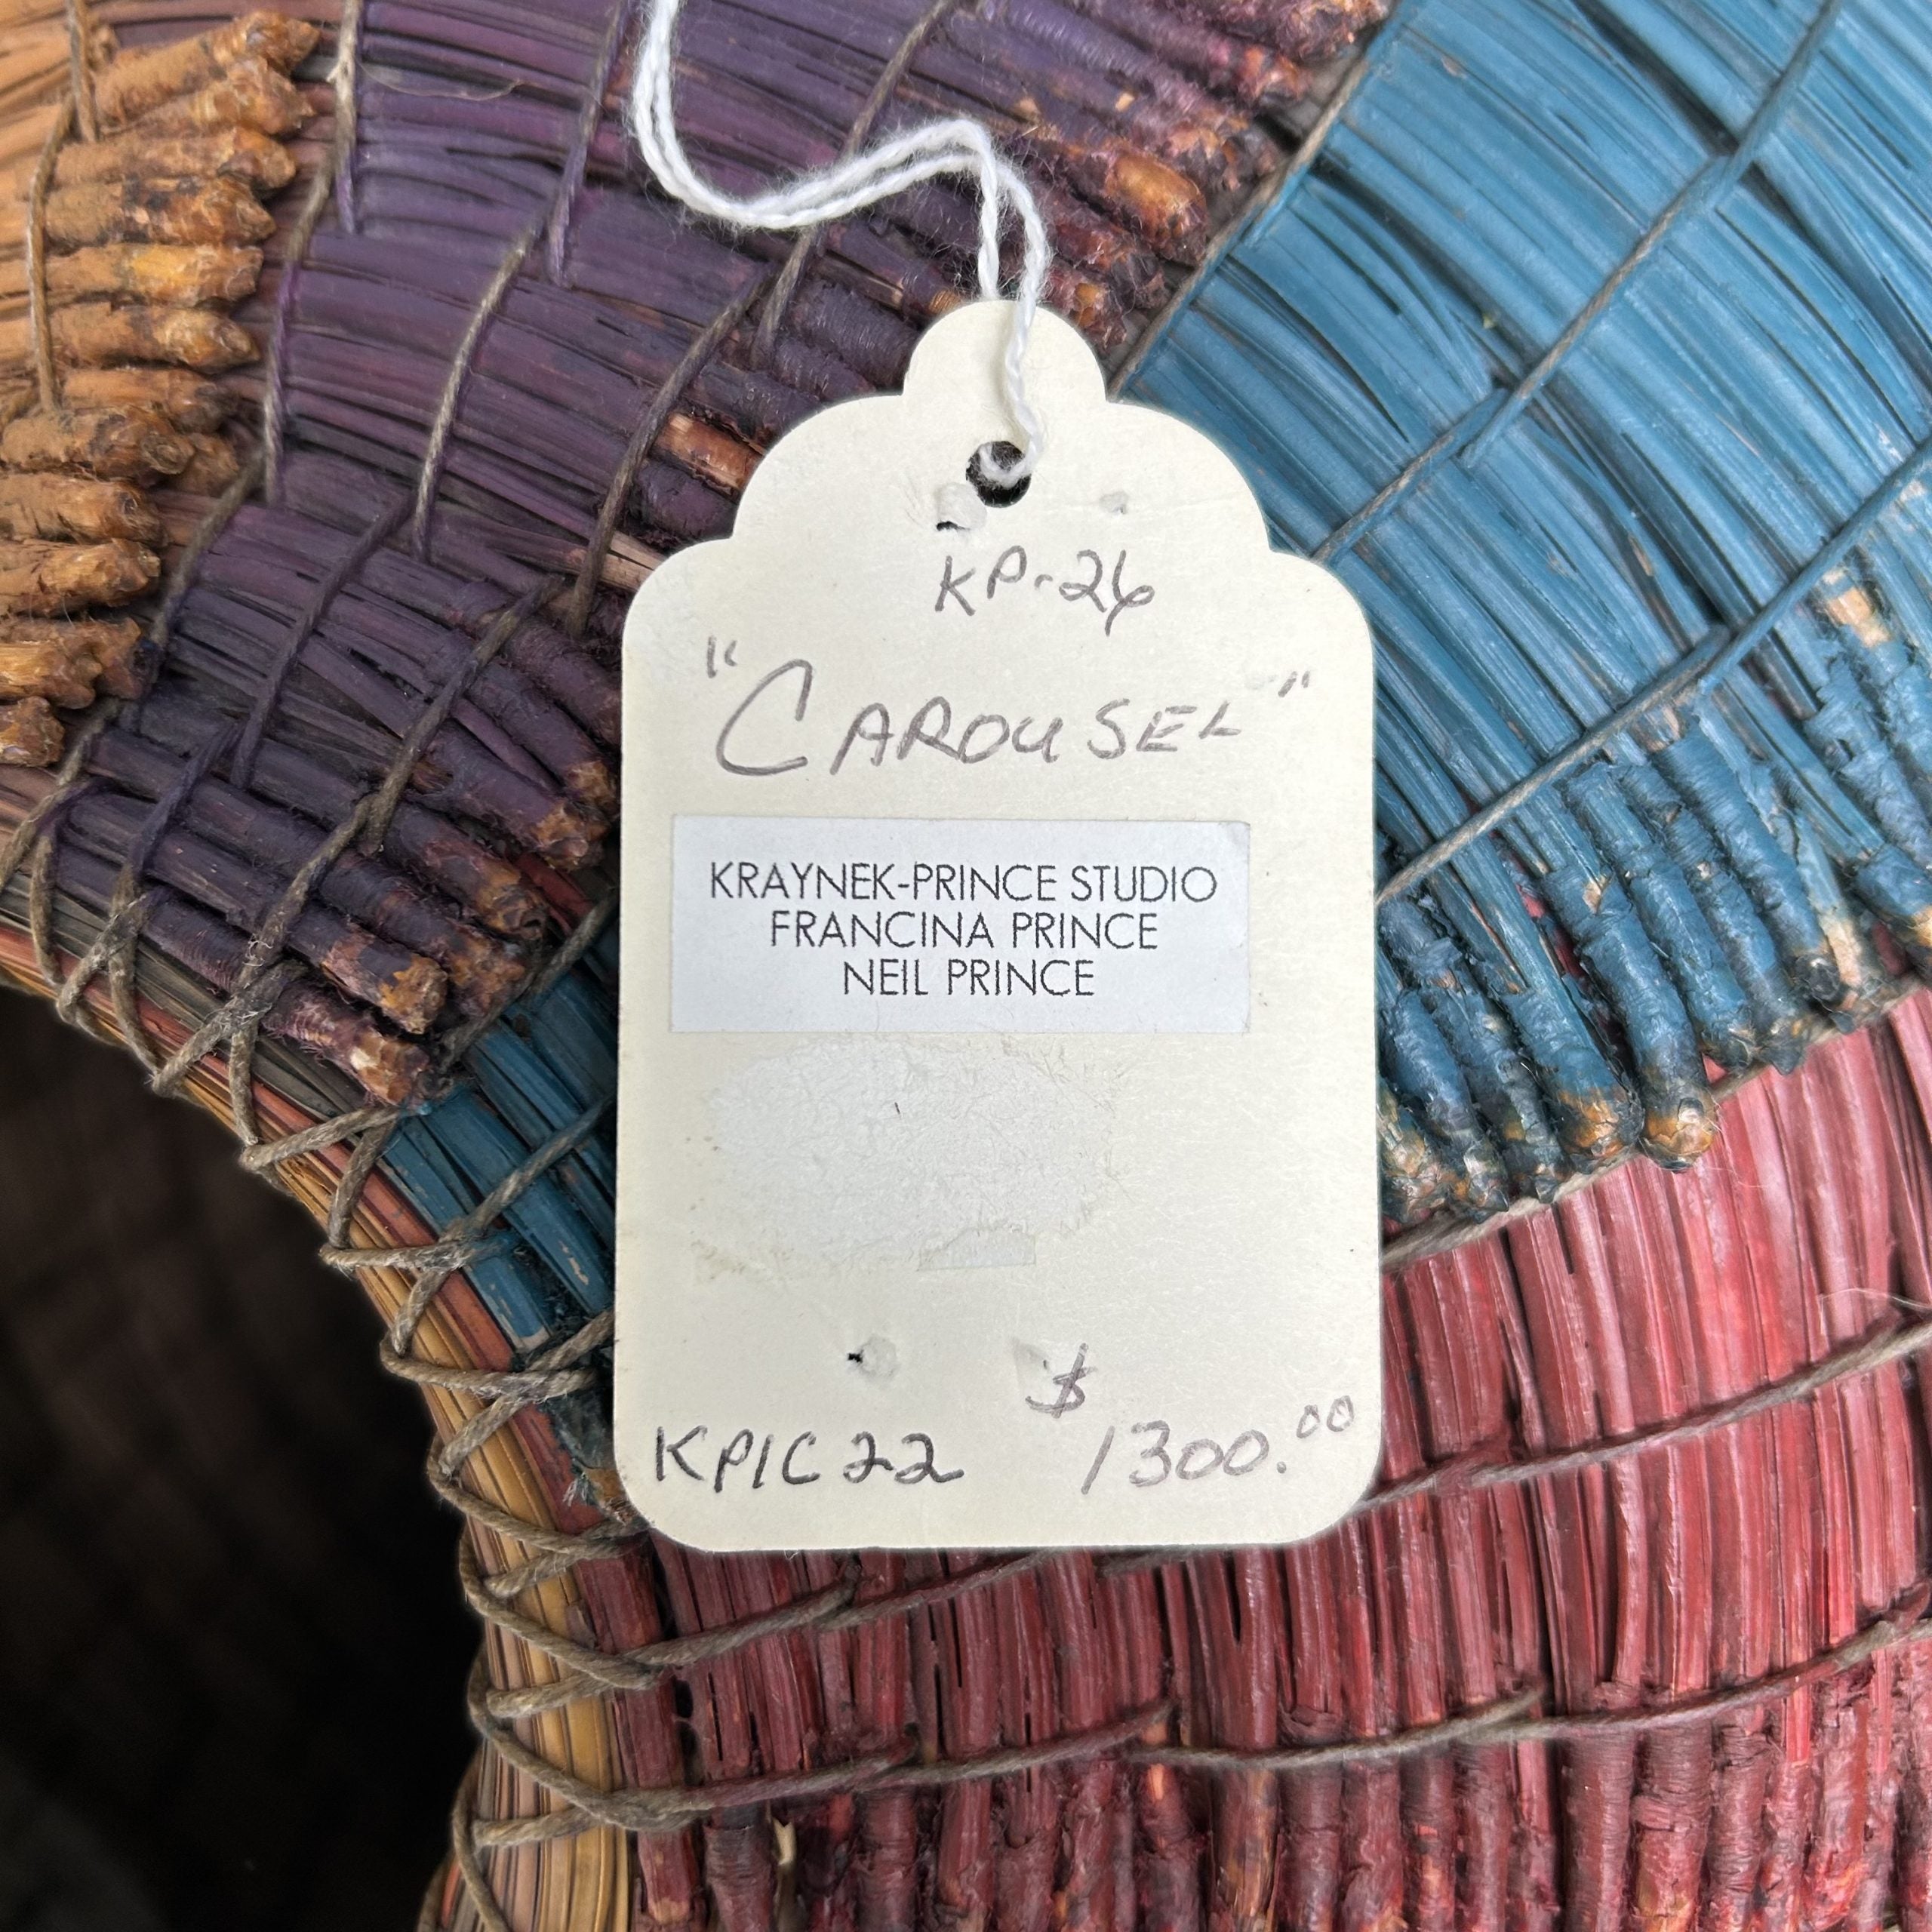 KP-26
"CAROUSEL"
KRAYNEK-PRINCE STUDIO
FRANCINA PRINCE
NEIL PRINCE
$
KPIC22 1300.00